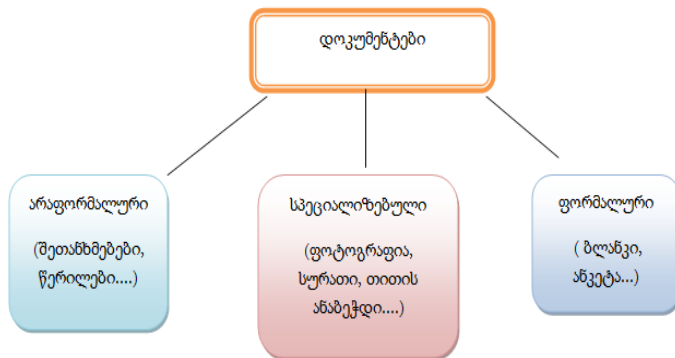 დოკუმენტები
არაფორმალური
(შეთანხმებები,
წერილები....)
სპეციალიზებული
(ფოტოგრაფია,
სურათი, თითის
ანაბეჭდი....)
ფორმალური
( ბლანკი,
ანკეტა...)